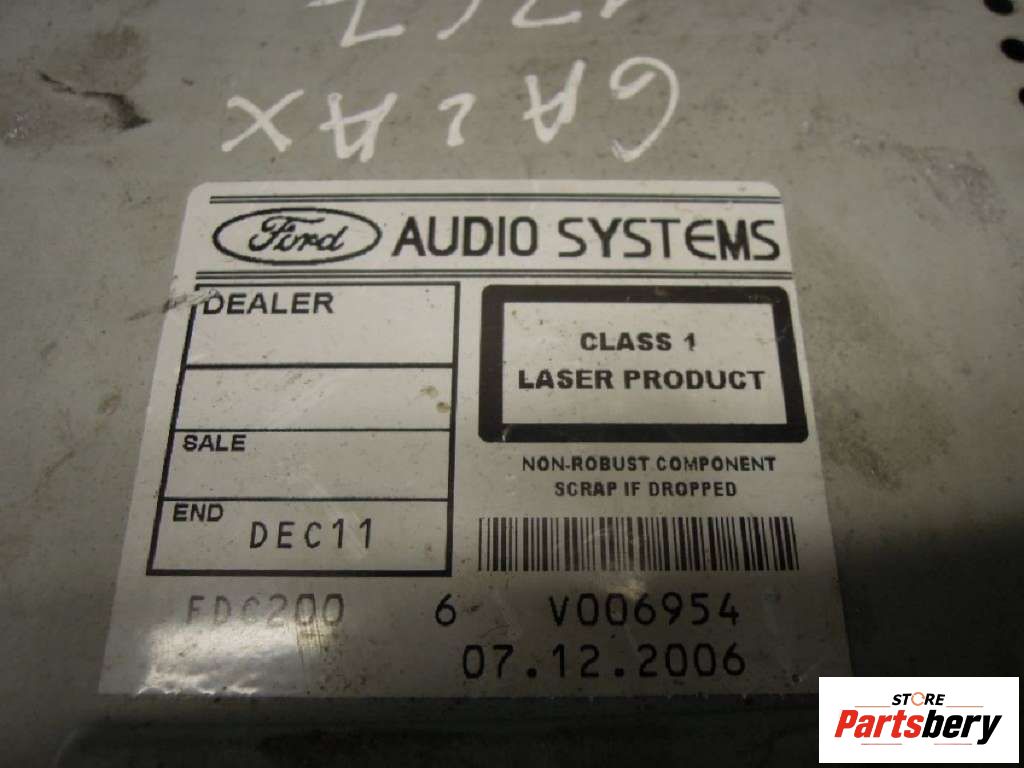 GALAX
Ford AUDIO SYSTEMS
DEALER
CLASS 1
LASER PRODUCT
SALE
NON-ROBUST COMPONENT
SCRAP IF DROPPED
END
DEC11
FDC200 6 V006954
07.12.2006
STORE
Partsbery